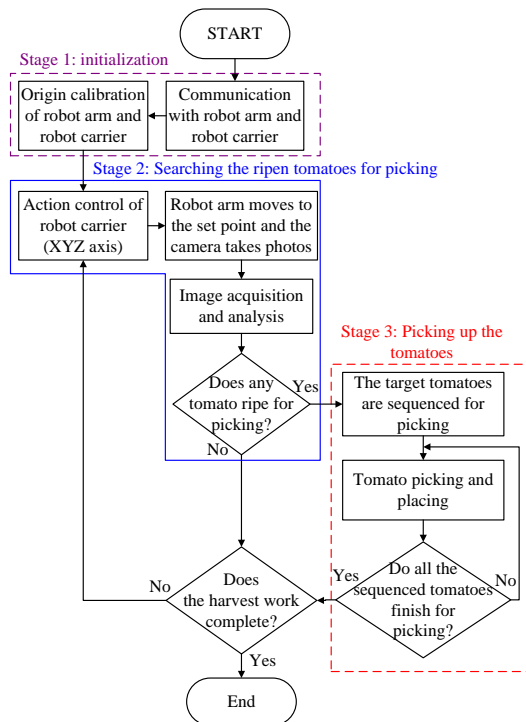 START
Stage 1: initialization
Origin calibration
of robot arm and
robot carrier
Communication
with robot arm and
robot carrier
Stage 2: Searching the ripen tomatoes for picking
Action control of
robot carrier
(XYZ axis)
Robot arm moves to
the set point and the
camera takes photos
Image acquisition
and analysis
Stage 3: Picking up the
tomatoes
Does any
tomato ripe for
picking?
Yes
No
The target tomatoes
are sequenced for
picking
Tomato picking and
placing
Do all the
sequenced tomatoes
finish for
picking?
Yes
No
Does
the harvest work
complete?
No
Yes
End